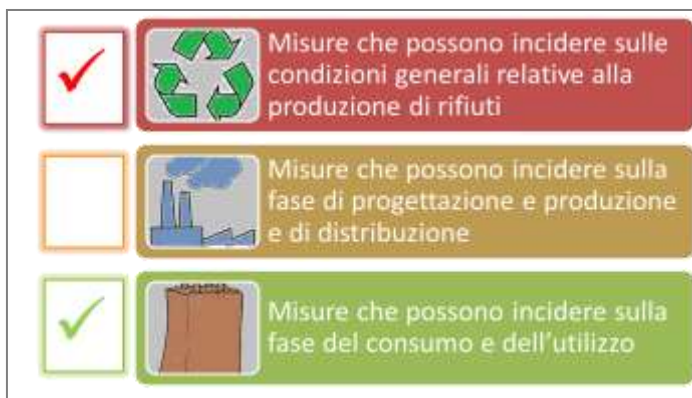 Misure che possono incidere sulle
condizioni generali relative alla
produzione di rifiuti
Misure che possono incidere sulla
fase di progettazione e produzione
e di distribuzione
Misure che possono incidere sulla
fase del consumo e dell'utilizzo